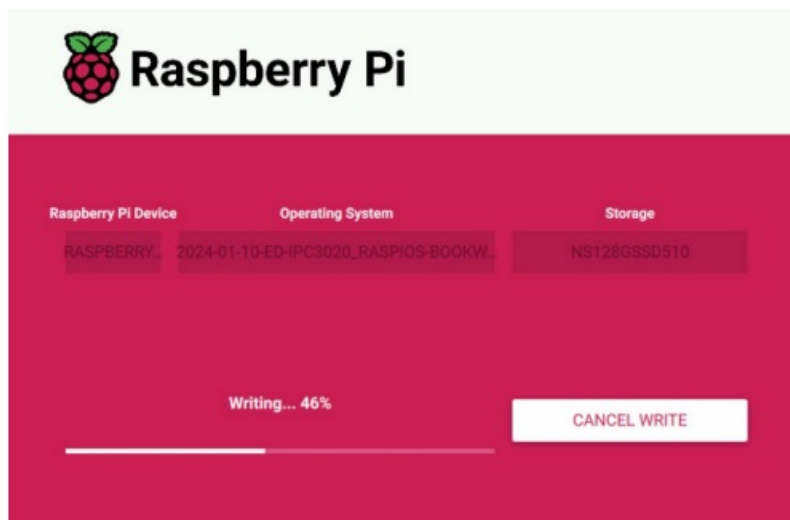 Raspberry Pi
Raspberry Pi Device Operating System Storage
RASPBERRY... 2024-01-10-ED-IPC3020_RASPIOS-BOOKW... NS128GSSD510
Writing... 46%
CANCEL WRITE